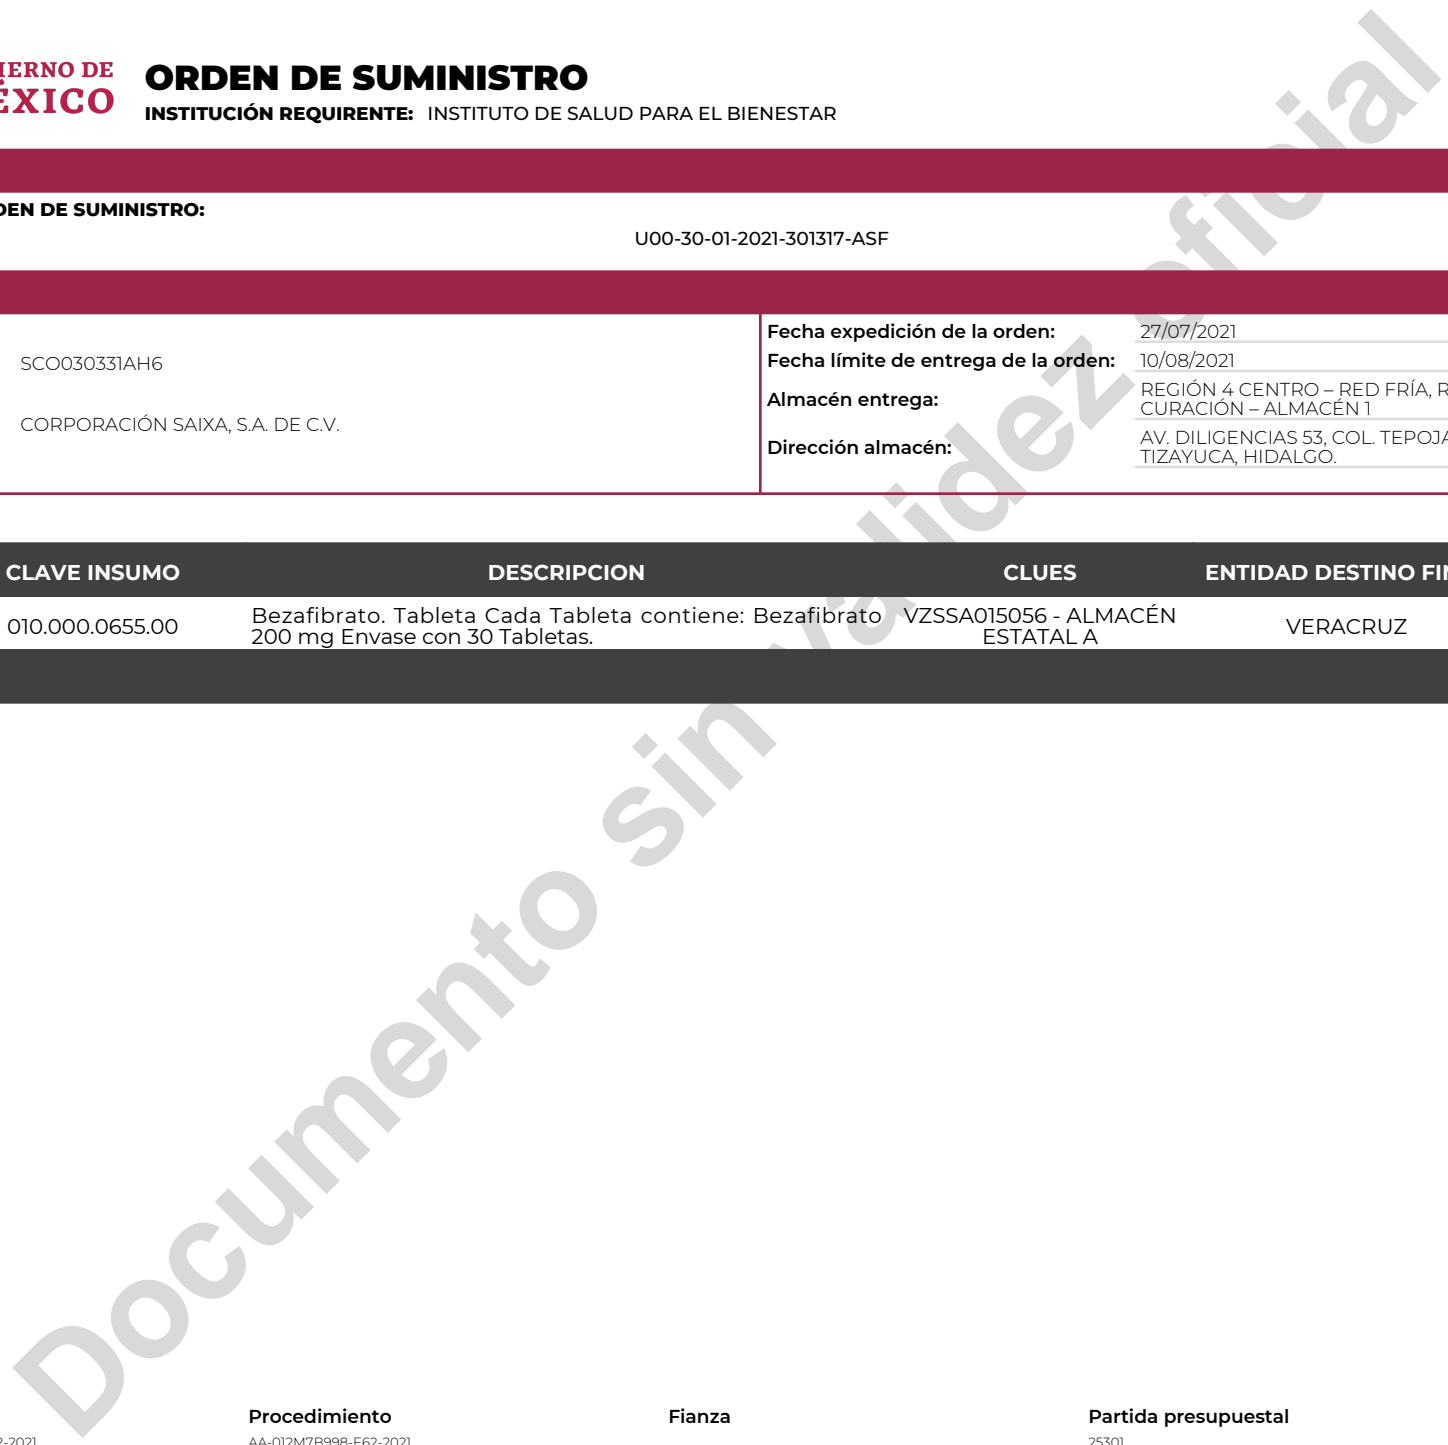 IERNO DE
ÉXICO
ORDEN DE SUMINISTRO
INSTITUCIÓN REQUIRENTE: INSTITUTO DE SALUD PARA EL BIENESTAR
DEN DE SUMINISTRO:
U00-30-01-2021-301317-ASF
SCO030331AH6
CORPORACIÓN SAIXA, S.A. DE C.V.
Fecha expedición de la orden: 27/07/2021
Fecha límite de entrega de la orden: 10/08/2021
Almacén entrega: REGIÓN 4 CENTRO – RED FRÍA, R
CURACIÓN – ALMACÉN 1
Dirección almacén: AV. DILIGENCIAS 53, COL. TEPOJA
TIZAYUCA, HIDALGO.
CLAVE INSUMO DESCRIPCION CLUES ENTIDAD DESTINO FIN
010.000.0655.00 Bezafibrato. Tableta Cada Tableta contiene: Bezafibrato VZSSA015056 - ALMACÉN VERACRUZ
200 mg Envase con 30 Tabletas. ESTATAL A
Documento sin validez oficial
Procedimiento Fianza Partida presupuestal
2-2021 AA-012M7B998-E62-2021 25301